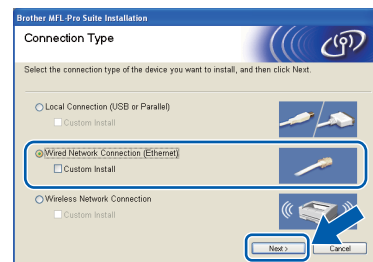 Brother MFL-Pro Suite Installation
Connection Type
Select the connection type of the device you want to install, and then click Next.
Local Connection (USB or Parallel)
Custom Install
Wired Network Connection (Ethernet)
Custom Install
Wireless Network Connection
Custom Install
Next >
Cancel